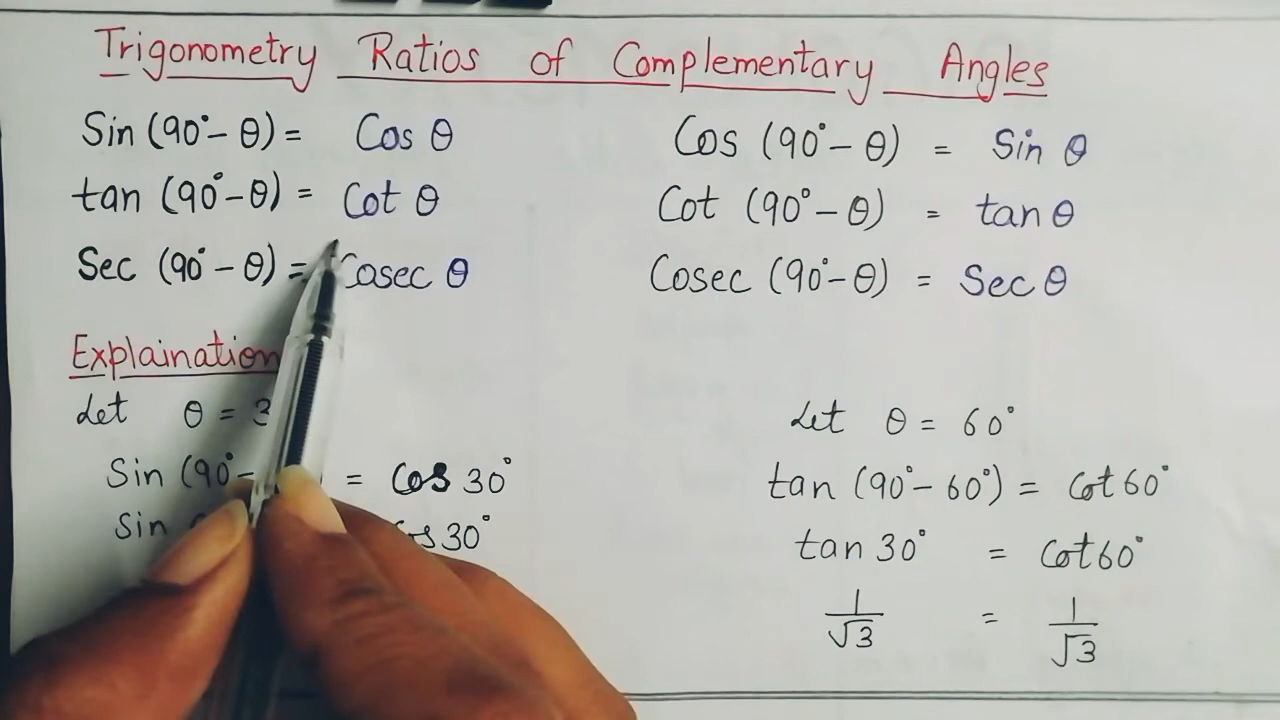 Trigonometry Ratios of Complementary Angles
Sin (90° - θ) = Cos θ
tan (90° - θ) = Cot θ
Sec (90° - θ) = Cosec θ
Cos (90° - θ) = Sin θ
Cot (90° - θ) = tan θ
Cosec (90° - θ) = Sec θ
Explaination
Let θ = 3
Sin (90° - ) = Cos 30°
Sin Cos 30°
Let θ = 60°
tan (90° - 60°) = Cot 60°
tan 30° = Cot 60°
1/√3 = 1/√3